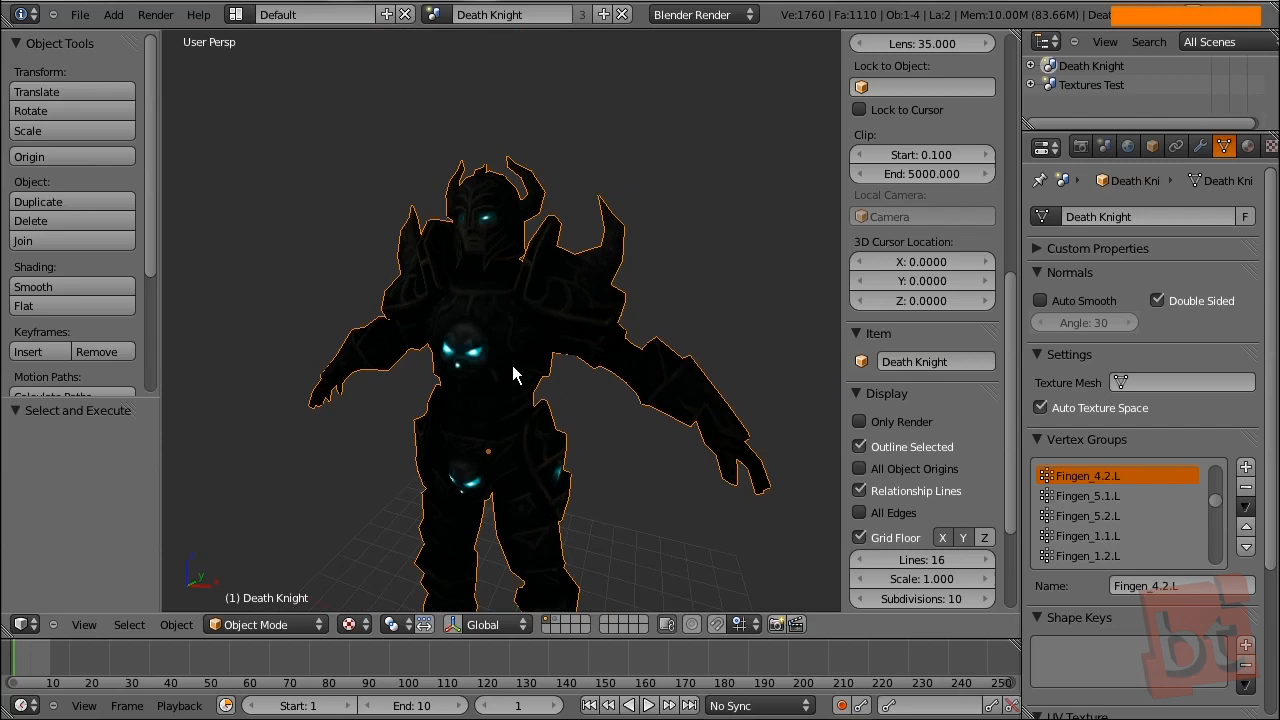 File Add Render Help Default Death Knight 3 Blender Render Ve:1760 | Fa:1110 | Ob:1-4 | La:2 | Mem:10.00M (83.66M) |
Object Tools
Transform:
Translate
Rotate
Scale
Origin
Object:
Duplicate
Delete
Join
Shading:
Smooth
Flat
Keyframes:
Insert Remove
Motion Paths:
Select and Execute
User Persp
(1) Death Knight
Lens: 35.000
Lock to Object:
Lock to Cursor
Clip:
Start: 0.100
End: 5000.000
Local Camera:
Camera
3D Cursor Location:
X: 0.0000
Y: 0.0000
Z: 0.0000
Item
Death Knight
Display
Only Render
Outline Selected
All Object Origins
Relationship Lines
All Edges
Grid Floor X Y Z
Lines: 16
Scale: 1.000
Subdivisions: 10
View Search All Scenes
Death Knight
Textures Test
Death Kni Death Kni
Death Knight F
Custom Properties
Normals
Auto Smooth Double Sided
Angle: 30
Settings
Texture Mesh
Auto Texture Space
Vertex Groups
Fingen_4.2.L
Fingen_5.1.L
Fingen_5.2.L
Fingen_1.1.L
Fingen_1.2.L
Name: Fingen_4.2.L
Shape Keys
UV Texture
bt
View Select Object Object Mode Global
10 20 30 40 50 60 70 80 90 100 110 120 130 140 150 160 170 180 190 200 210 220 230 240 250
View Frame Playback Start: End: 10 1 No Sync